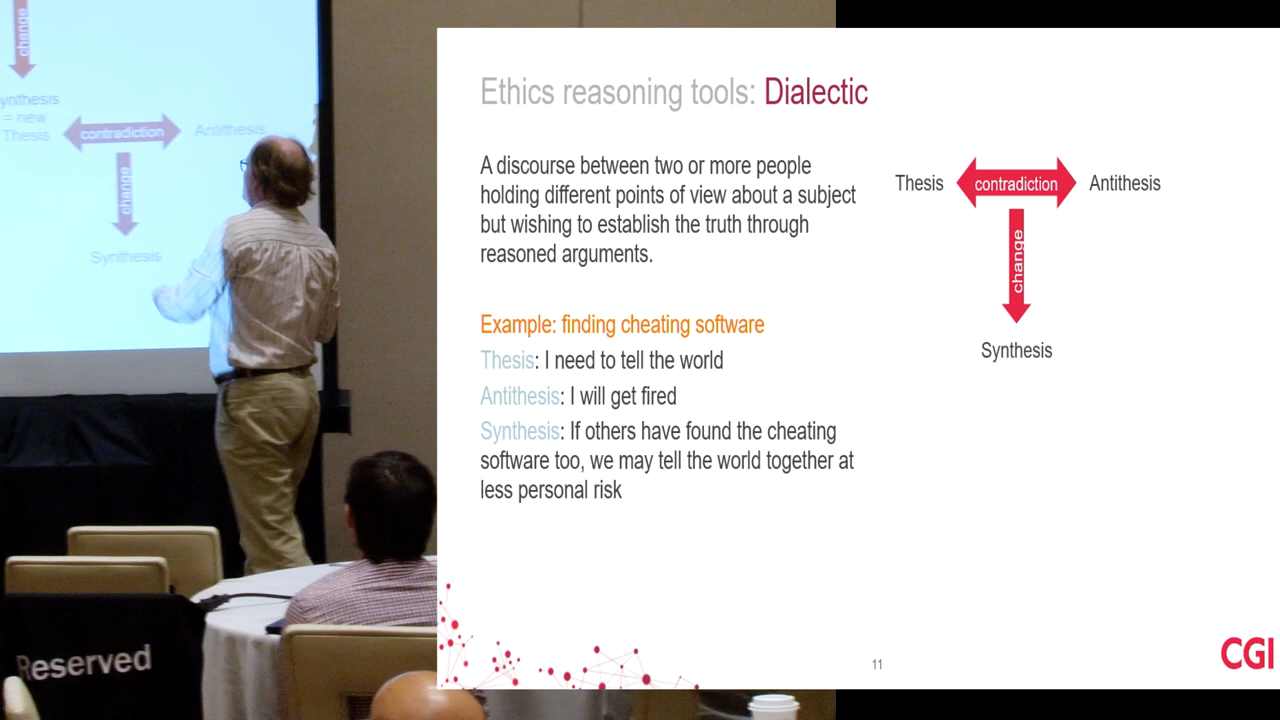 change
ynthesis
= new
Thesis
contradiction
Antithesis
change
Synthesis
Reserved
Ethics reasoning tools: Dialectic
A discourse between two or more people
holding different points of view about a subject
but wishing to establish the truth through
reasoned arguments.
Example: finding cheating software
Thesis: I need to tell the world
Antithesis: I will get fired
Synthesis: If others have found the cheating
software too, we may tell the world together at
less personal risk
Thesis
contradiction
Antithesis
change
Synthesis
11
CGI